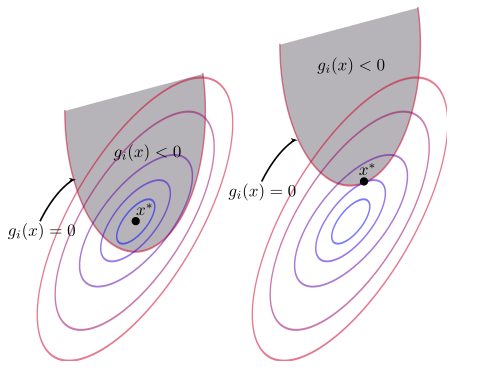 g_i(x) < 0
x*
g_i(x) = 0
g_i(x) < 0
x*
g_i(x) = 0